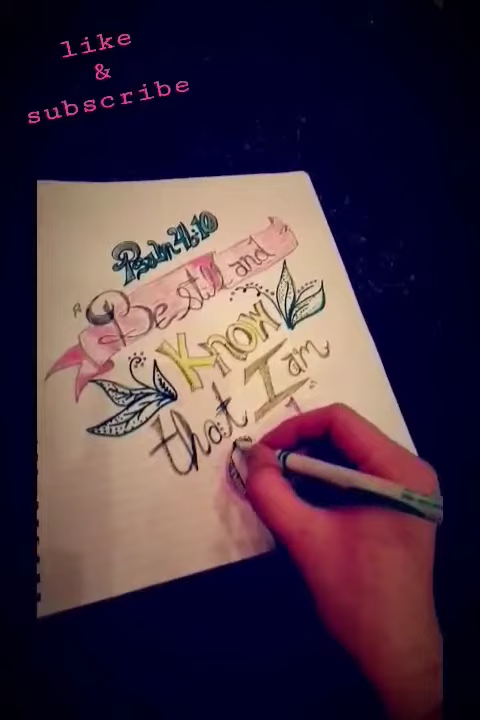 like
&
subscribe
Psalm 46:10
"Be still and
Know
that I am